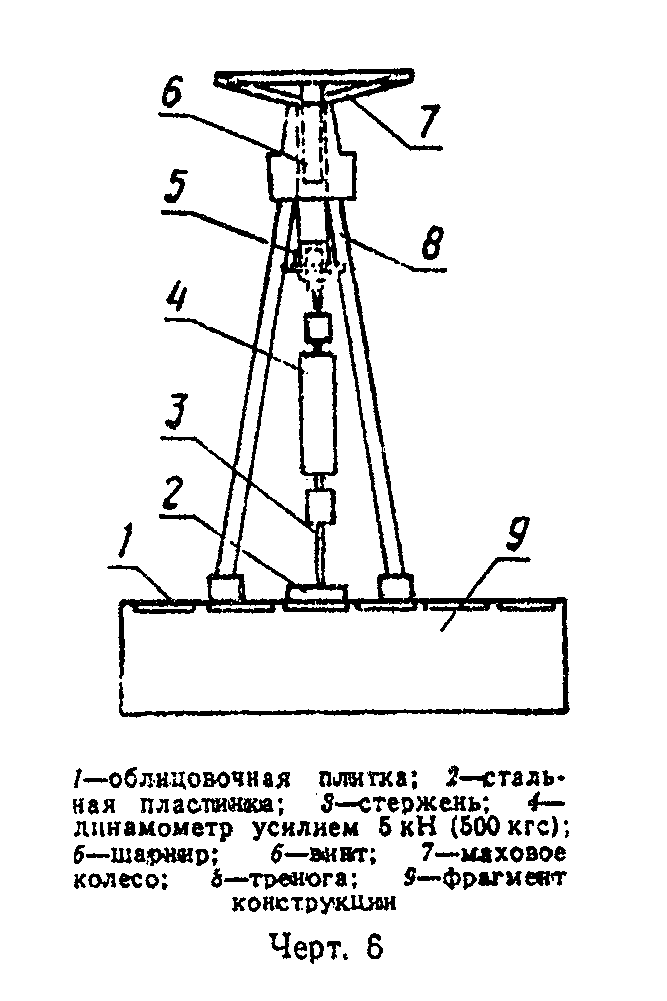 6
7
5
8
4
3
2
1
9
1—облицовочная плитка; 2—сталь-
ная пластинка; 3—стержень; 4—
динамометр усилием 5 кН (500 кгс);
5—шарнир; 6—винт; 7—маховое
колесо; 8—тренога; 9—фрагмент
конструкции
Черт. 6